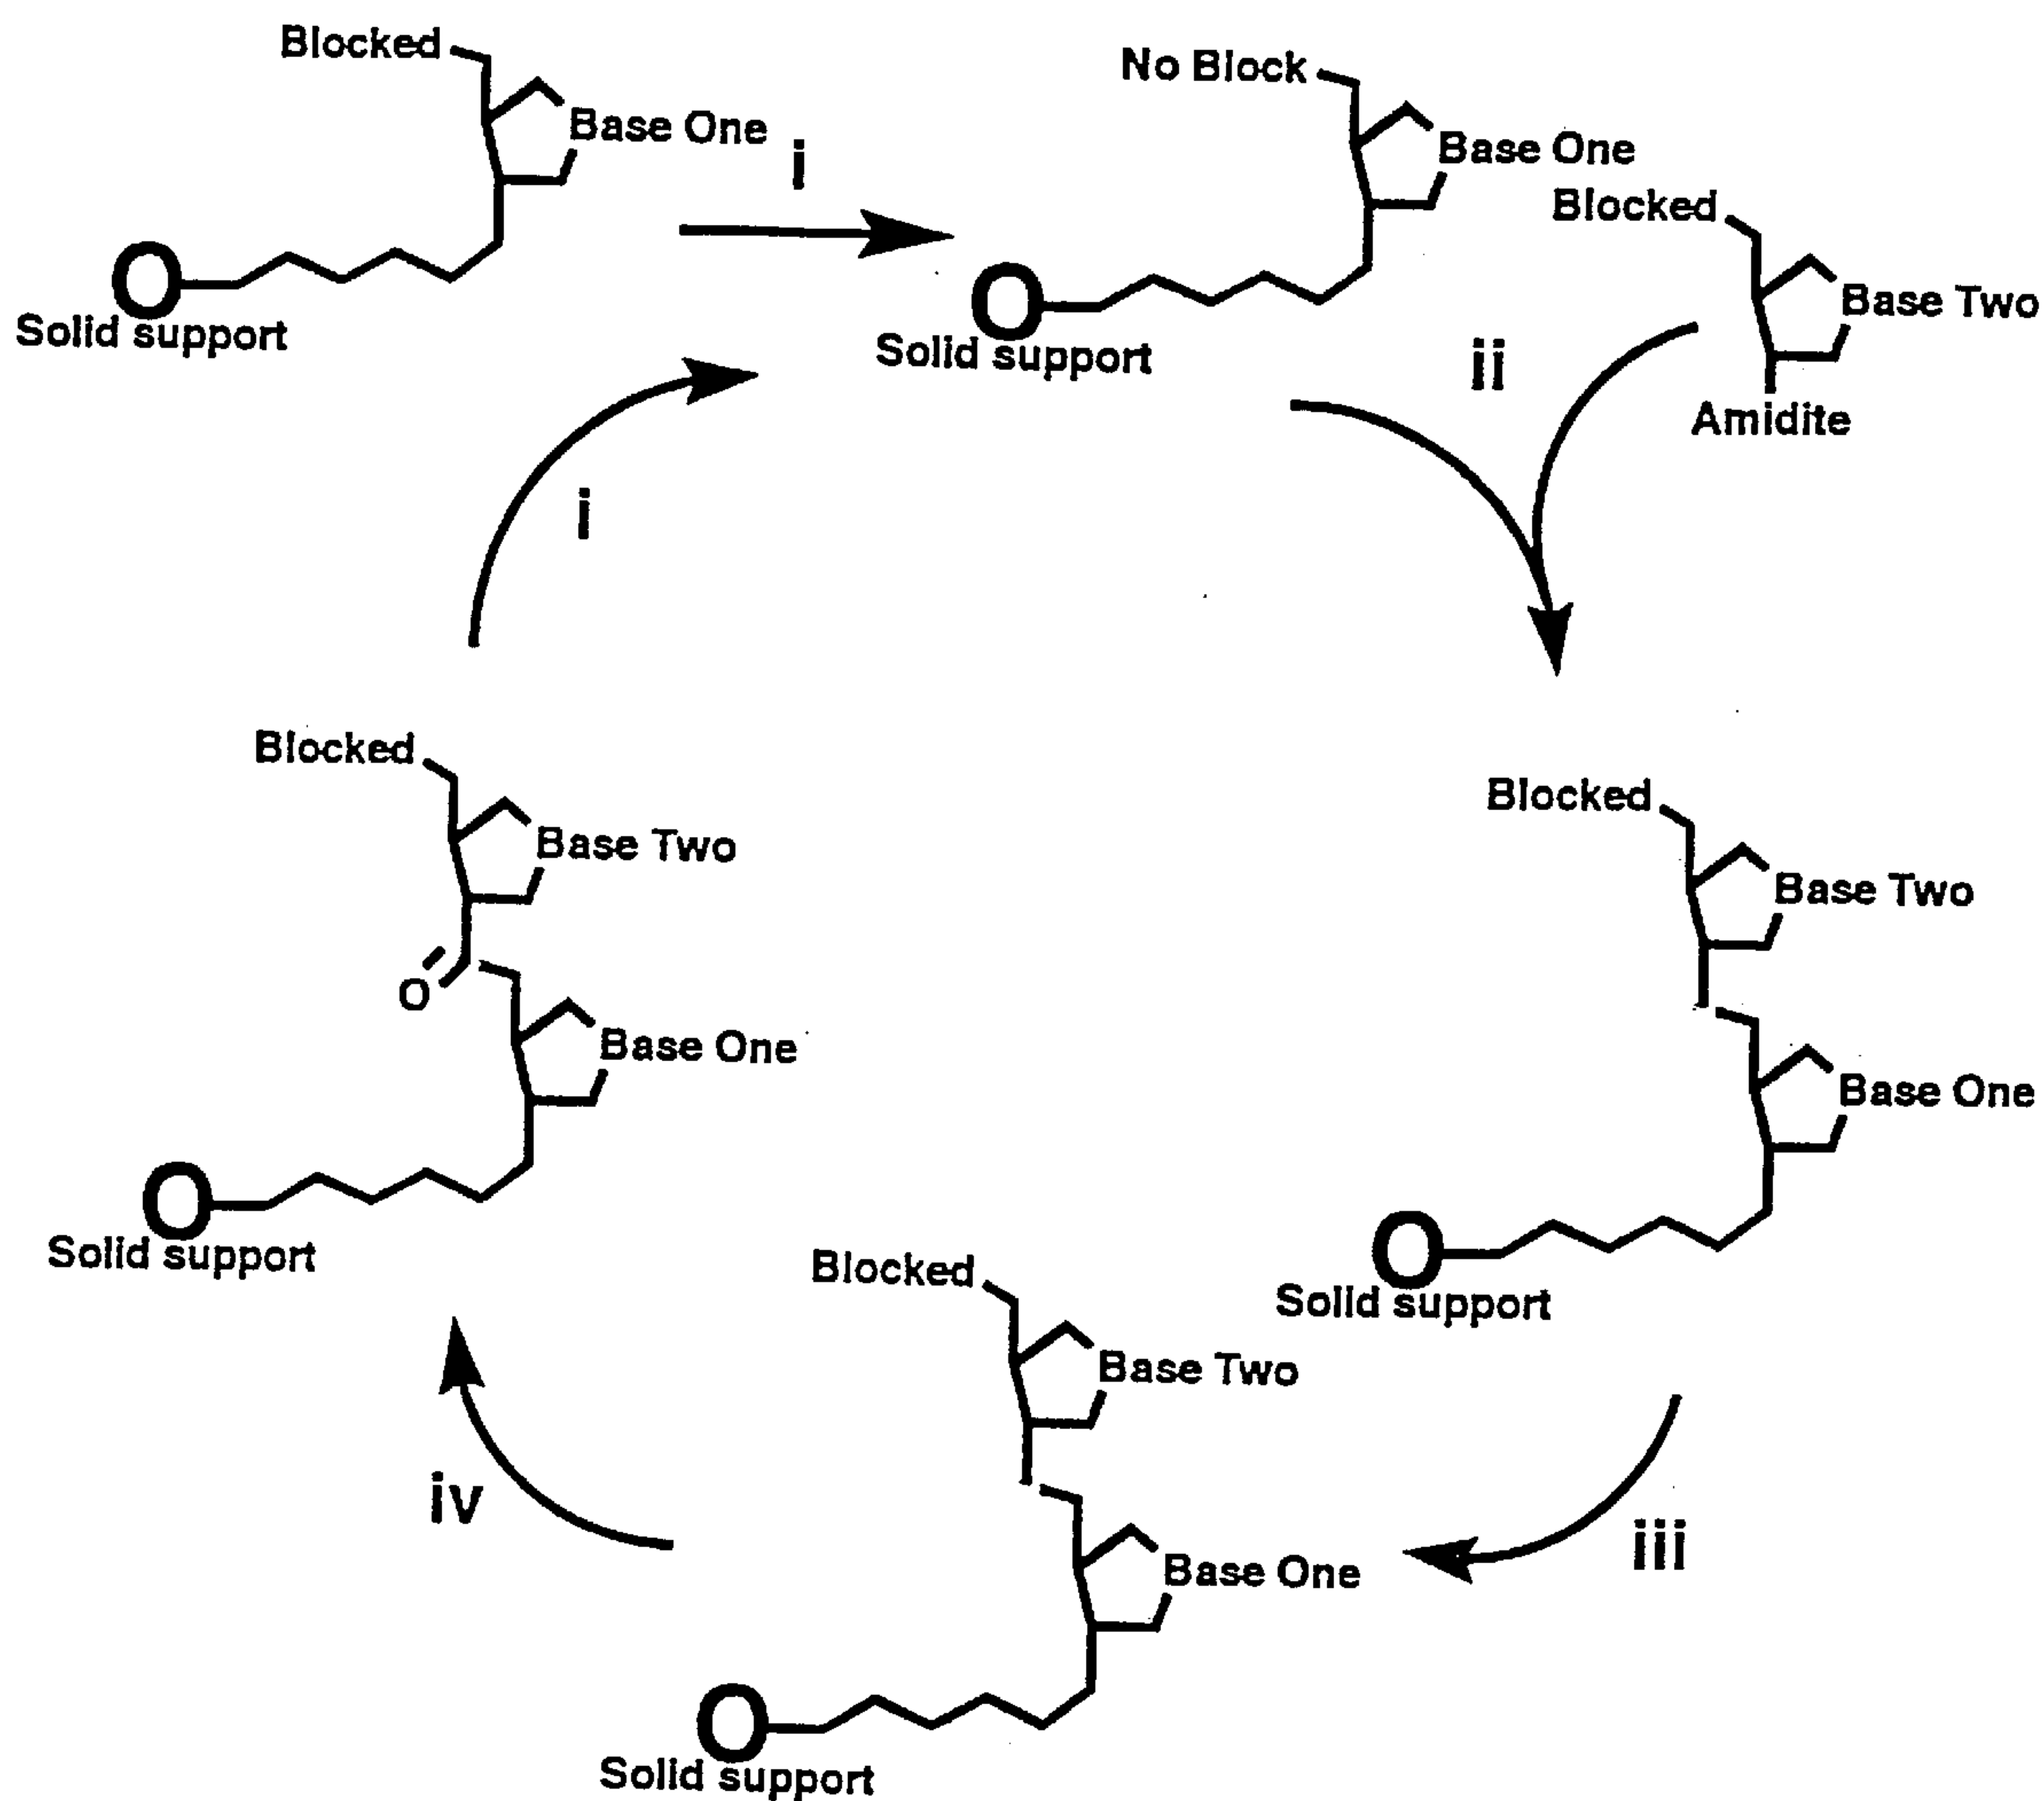 Blocked
Base One
Solid support
i
No Block
Base One
Solid support
Blocked
Base Two
Amidite
ii
i
Blocked
Base Two
O
Base One
Solid support
Blocked
Base Two
Base One
Solid support
Blocked
Base Two
Base One
Solid support
iii
iv